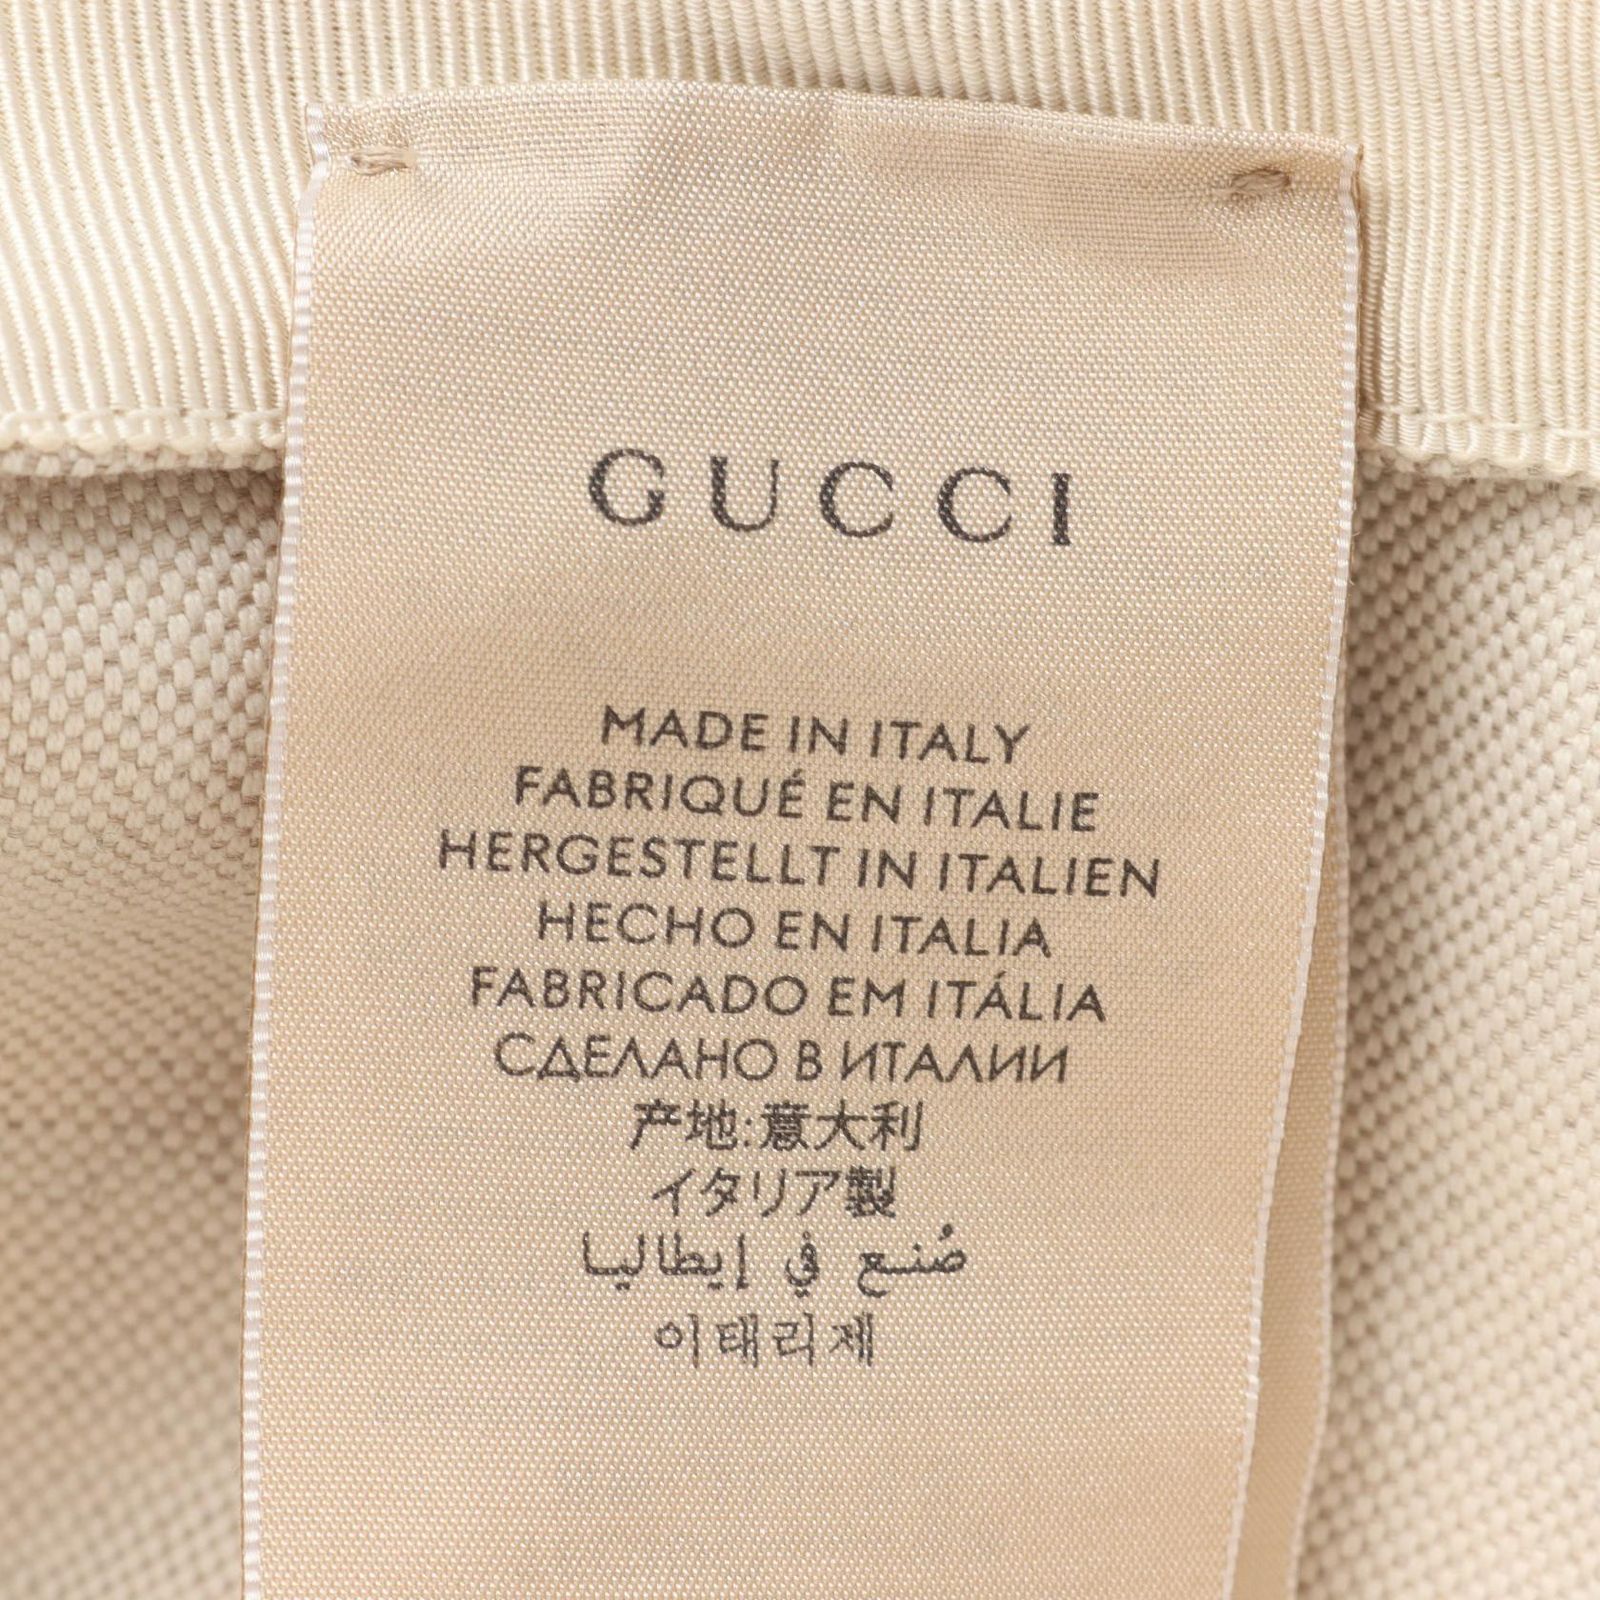 GUCCI
MADE IN ITALY
FABRIQUÉ EN ITALIE
HERGESTELLT IN ITALIEN
HECHO EN ITALIA
FABRICADO EM ITÁLIA
СДЕЛАНО В ИТАЛИИ
产地:意大利
イタリア製
صُنع في إيطاليا
이태리제